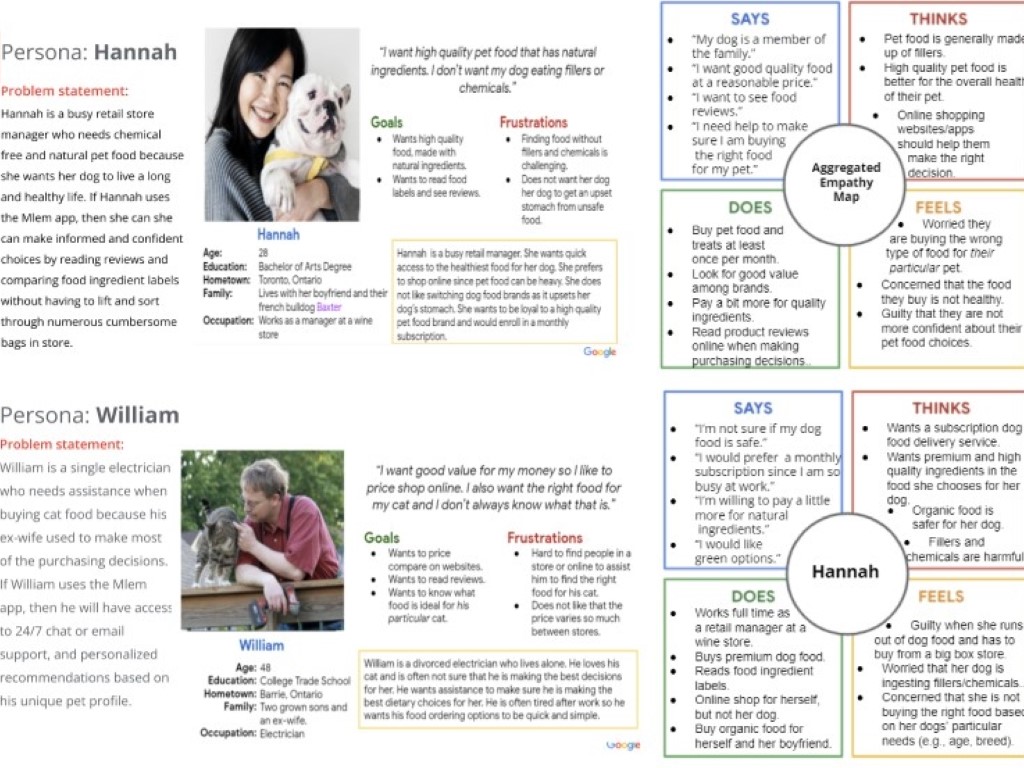 Persona: Hannah
Problem statement:
Hannah is a busy retail store
manager who needs chemical
free and natural pet food because
she wants her dog to live a long
and healthy life. If Hannah uses
the Mlem app, then she can she
can make informed and confident
choices by reading reviews and
comparing food ingredient labels
without having to lift and sort
through numerous cumbersome
bags in store.
"I want high quality pet food that has natural
ingredients. I don't want my dog eating fillers or
chemicals."
Goals
Wants high quality
food, made with
natural ingredients.
Wants to read food
labels and see reviews.
Frustrations
Finding food without
fillers and chemicals is
challenging.
Does not want her dog
her dog to get an upset
stomach from unsafe
food.
Hannah
Age: 28
Education: Bachelor of Arts Degree
Hometown: Toronto, Ontario
Family: Lives with her boyfriend and their
french bulldog Baxter
Occupation: Works as a manager at a wine
store
Hannah is a busy retail manager. She wants quick
access to the healthiest food for her dog. She prefers
to shop online since pet food can be heavy. She does
not like switching dog food brands as it upsets her
dog's stomach. She wants to be loyal to a high quality
pet food brand and would enroll in a monthly
subscription.
Google
SAYS
"My dog is a member of
the family."
"I want good quality food
at a reasonable price."
"I want to see food
reviews."
"I need help to make
sure I am buying
the right food
for my pet."
THINKS
Pet food is generally made
up of fillers.
High quality pet food is
better for the overall health
of their pet.
Online shopping
websites/apps
should help them
make the right
decision.
Aggregated
Empathy
Map
DOES
Buy pet food and
treats at least
once per month.
Look for good value
among brands.
Pay a bit more for quality
ingredients.
Read product reviews
online when making
purchasing decisions..
FEELS
Worried they
are buying the wrong
type of food for their
particular pet.
Concerned that the food
they buy is not healthy.
Guilty that they are not
more confident about their
pet food choices.
Persona: William
Problem statement:
William is a single electrician
who needs assistance when
buying cat food because his
ex-wife used to make most
of the purchasing decisions.
If William uses the Mlem
app, then he will have access
to 24/7 chat or email
support, and personalized
recommendations based on
his unique pet profile.
"I want good value for my money so I like to
price shop online. I also want the right food for
my cat and I don't always know what that is."
Goals
Wants to price
compare on websites.
Wants to read reviews.
Wants to know what
food is ideal for his
particular cat.
Frustrations
Hard to find people in a
store or online to assist
him to find the right
food for his cat.
Does not like that the
price varies so much
between stores.
William
Age: 48
Education: College Trade School
Hometown: Barrie, Ontario
Family: Two grown sons and
an ex-wife.
Occupation: Electrician
William is a divorced electrician who lives alone. He loves his
cat and is often not sure that he is making the best decisions
for her. He wants assistance to make sure he is making the
best dietary choices for her. He is often tired after work so he
wants his food ordering options to be quick and simple.
Google
SAYS
"I'm not sure if my dog
food is safe."
"I would prefer a monthly
subscription since I am so
busy at work."
"I'm willing to pay a little
more for natural
ingredients."
"I would like
green options."
THINKS
Wants a subscription dog
food delivery service.
Wants premium and high
quality ingredients in the
food she chooses for her
dog.
Organic food is
safer for her dog.
Fillers and
chemicals are harmful
Hannah
DOES
Works full time as
a retail manager at a
wine store.
Buys premium dog food.
Reads food ingredient
labels.
Online shop for herself,
but not her dog.
Buy organic food for
herself and her boyfriend.
FEELS
Guilty when she runs
out of dog food and has to
buy from a big box store.
Worried that her dog is
ingesting fillers/chemicals.
Concerned that she is not
buying the right food based
on her dogs' particular
needs (e.g., age, breed).